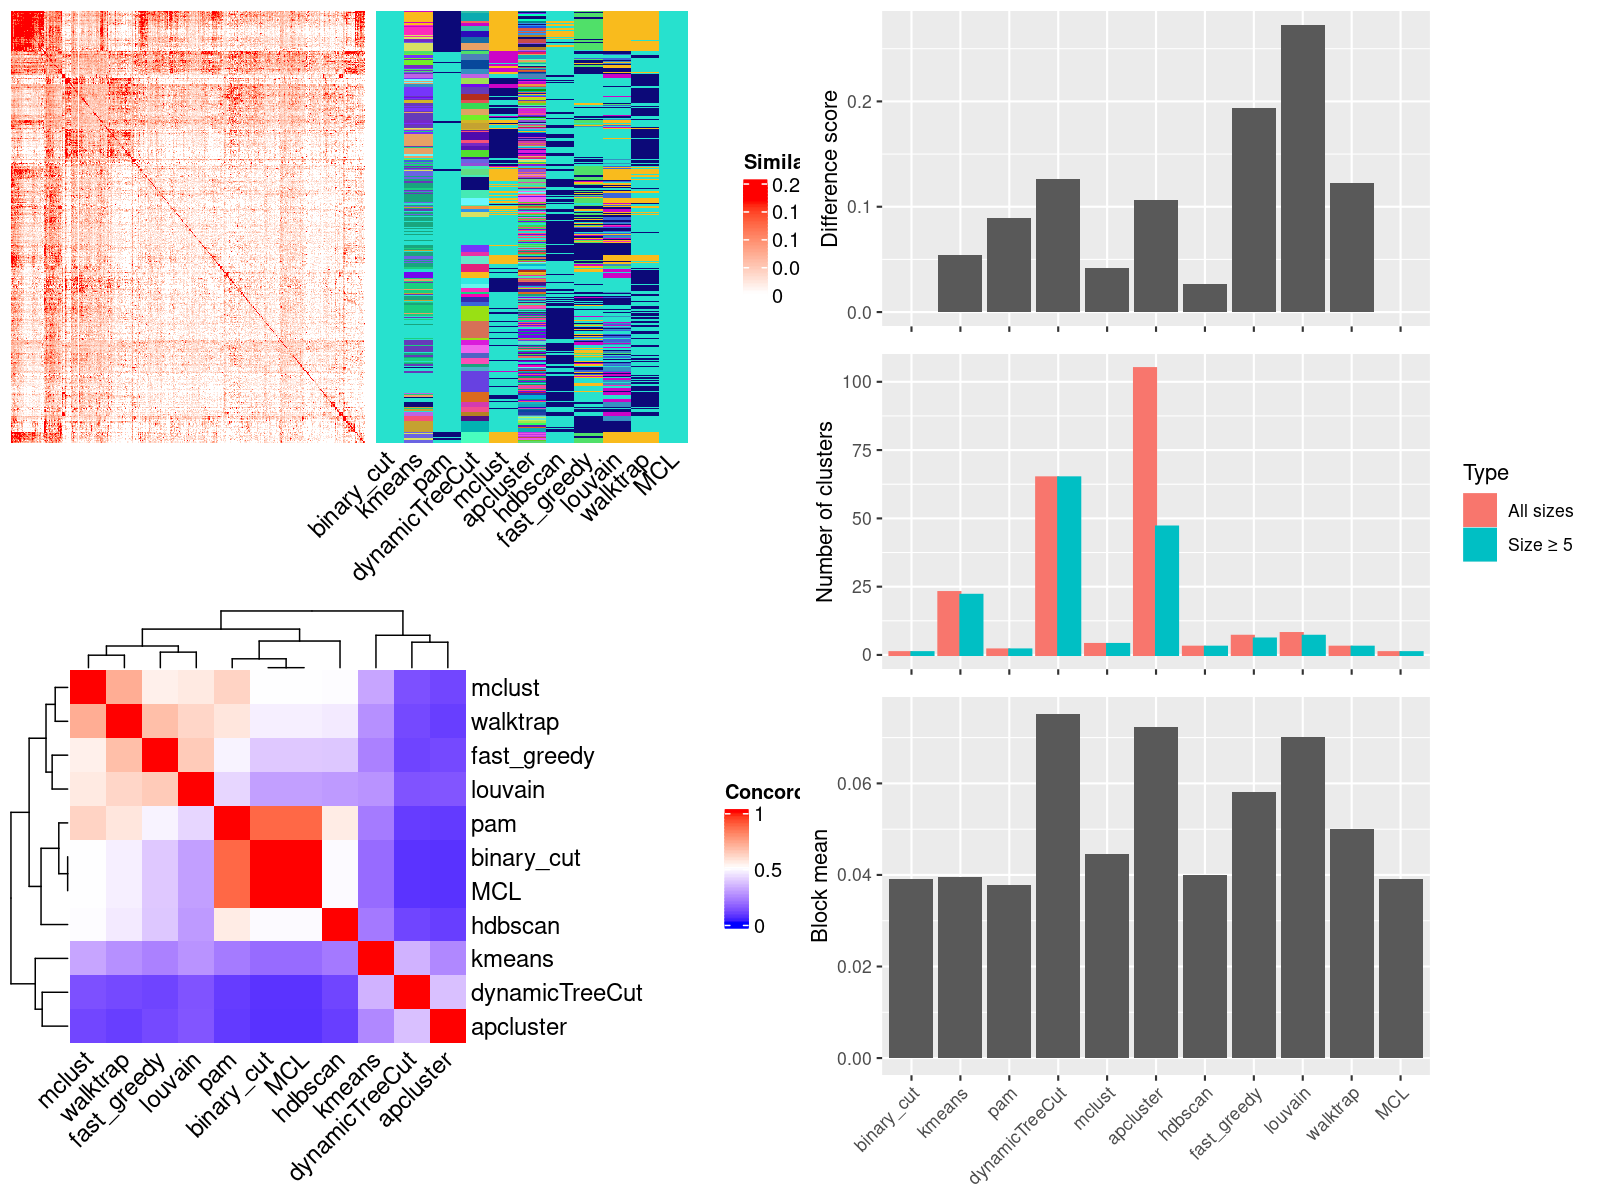 Simila
0.2
0.1
0.1
0.0
0
binary_cut
kmeans
pam
dynamicTreeCut
mclust
apcluster
hdbscan
fast_greedy
louvain
walktrap
MCL
mclust
walktrap
fast_greedy
louvain
pam
binary_cut
MCL
hdbscan
kmeans
dynamicTreeCut
apcluster
mclust
walktrap
fast_greedy
louvain
pam
binary_cut
MCL
hdbscan
kmeans
dynamicTreeCut
apcluster
Concord
1
0.5
0
Difference score
0.2
0.1
0.0
Number of clusters
100
75
50
25
0
Type
All sizes
Size ≥ 5
Block mean
0.06
0.04
0.02
0.00
binary_cut
kmeans
pam
dynamicTreeCut
mclust
apcluster
hdbscan
fast_greedy
louvain
walktrap
MCL